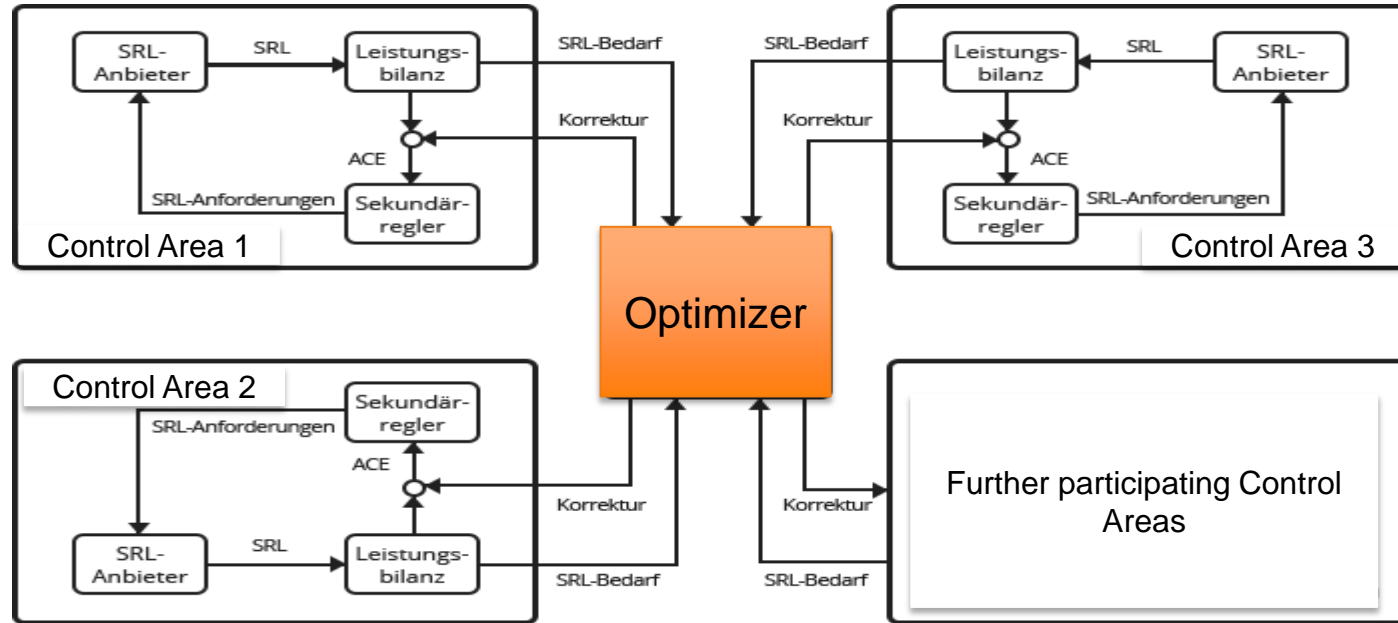 SRL-
Anbieter
SRL
Leistungs-
bilanz
SRL-Bedarf
Korrektur
ACE
SRL-Anforderungen
Sekundär-
regler
Control Area 1
SRL-Bedarf
Leistungs-
bilanz
SRL
SRL-
Anbieter
Korrektur
ACE
Sekundär-
regler
SRL-Anforderungen
Control Area 3
Optimizer
Control Area 2
Sekundär-
regler
SRL-Anforderungen
ACE
Korrektur
SRL-
Anbieter
SRL
Leistungs-
bilanz
SRL-Bedarf
Korrektur
SRL-Bedarf
Further participating Control
Areas